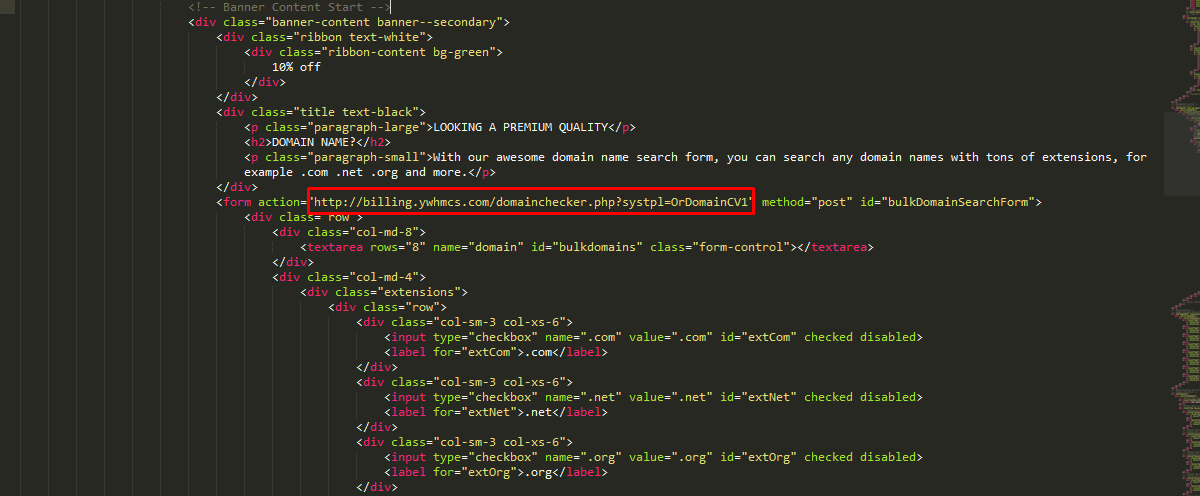 <!-- Banner Content Start -->
<div class="banner-content banner--secondary">
<div class="ribbon text-white">
<div class="ribbon-content bg-green">
10% off
</div>
</div>
<div class="title text-black">
<p class="paragraph-large">LOOKING A PREMIUM QUALITY</p>
<h2>DOMAIN NAME?</h2>
<p class="paragraph-small">With our awesome domain name search form, you can search any domain names with tons of extensions, for
example .com .net .org and more.</p>
</div>
<form action="http://billing.ywhmcs.com/domainchecker.php?systpl=OrDomainCV1" method="post" id="bulkDomainSearchForm">
<div class="row">
<div class="col-md-8">
<textarea rows="8" name="domain" id="bulkdomains" class="form-control"></textarea>
</div>
<div class="col-md-4">
<div class="extensions">
<div class="row">
<div class="col-sm-3 col-xs-6">
<input type="checkbox" name=".com" value=".com" id="extCom" checked disabled>
<label for="extCom">.com</label>
</div>
<div class="col-sm-3 col-xs-6">
<input type="checkbox" name=".net" value=".net" id="extNet" checked disabled>
<label for="extNet">.net</label>
</div>
<div class="col-sm-3 col-xs-6">
<input type="checkbox" name=".org" value=".org" id="extOrg" checked disabled>
<label for="extOrg">.org</label>
</div>